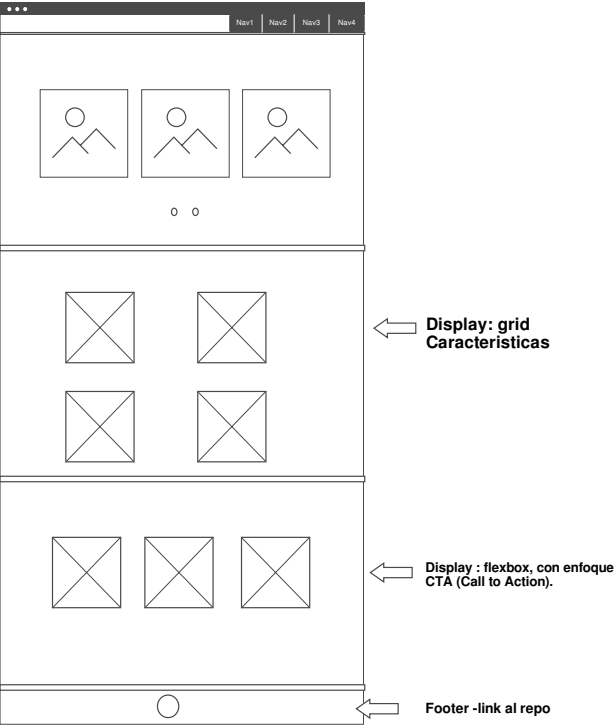 Nav1 Nav2 Nav3 Nav4
Display: grid
Caracteristicas
Display : flexbox, con enfoque
CTA (Call to Action).
Footer -link al repo